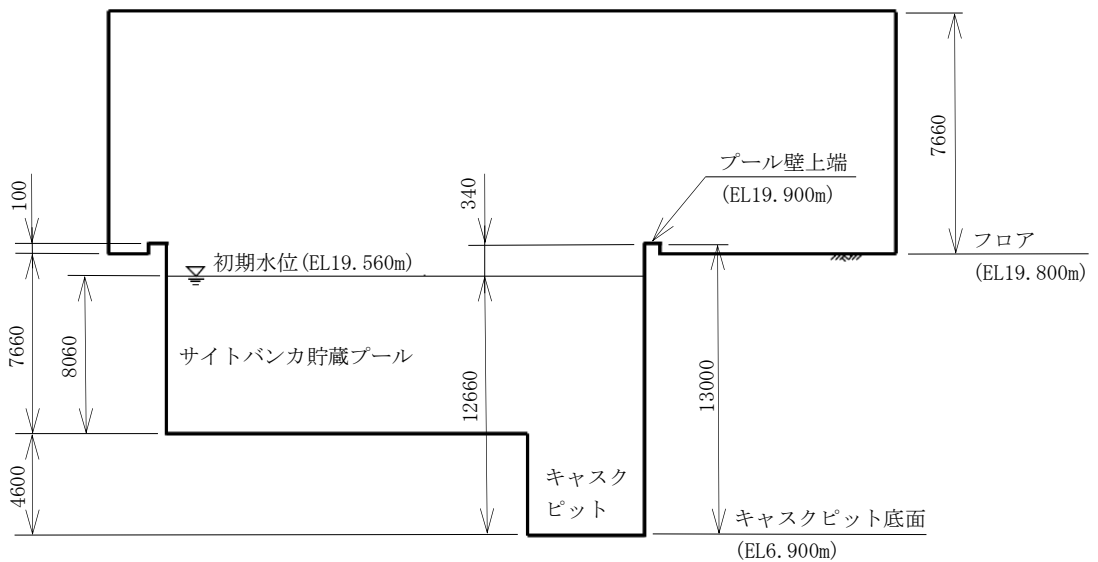 7660
100
340
プール壁上端
(EL19.900m)
初期水位(EL19.560m)
フロア
(EL19.800m)
7660
8060
サイトバンカ貯蔵プール
12660
13000
4600
キャスク
ピット
キャスクピット底面
(EL6.900m)